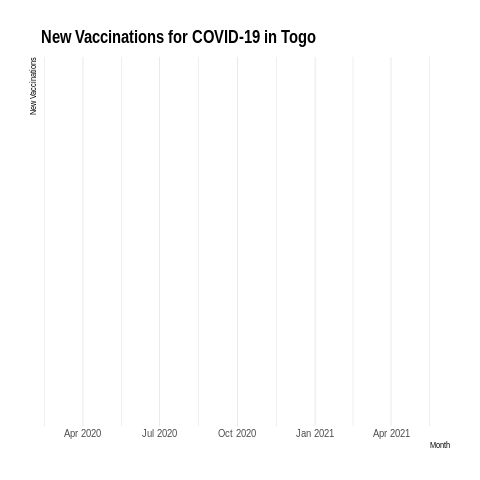 New Vaccinations for COVID-19 in Togo
New Vaccinations
Apr 2020 Jul 2020 Oct 2020 Jan 2021 Apr 2021
Month